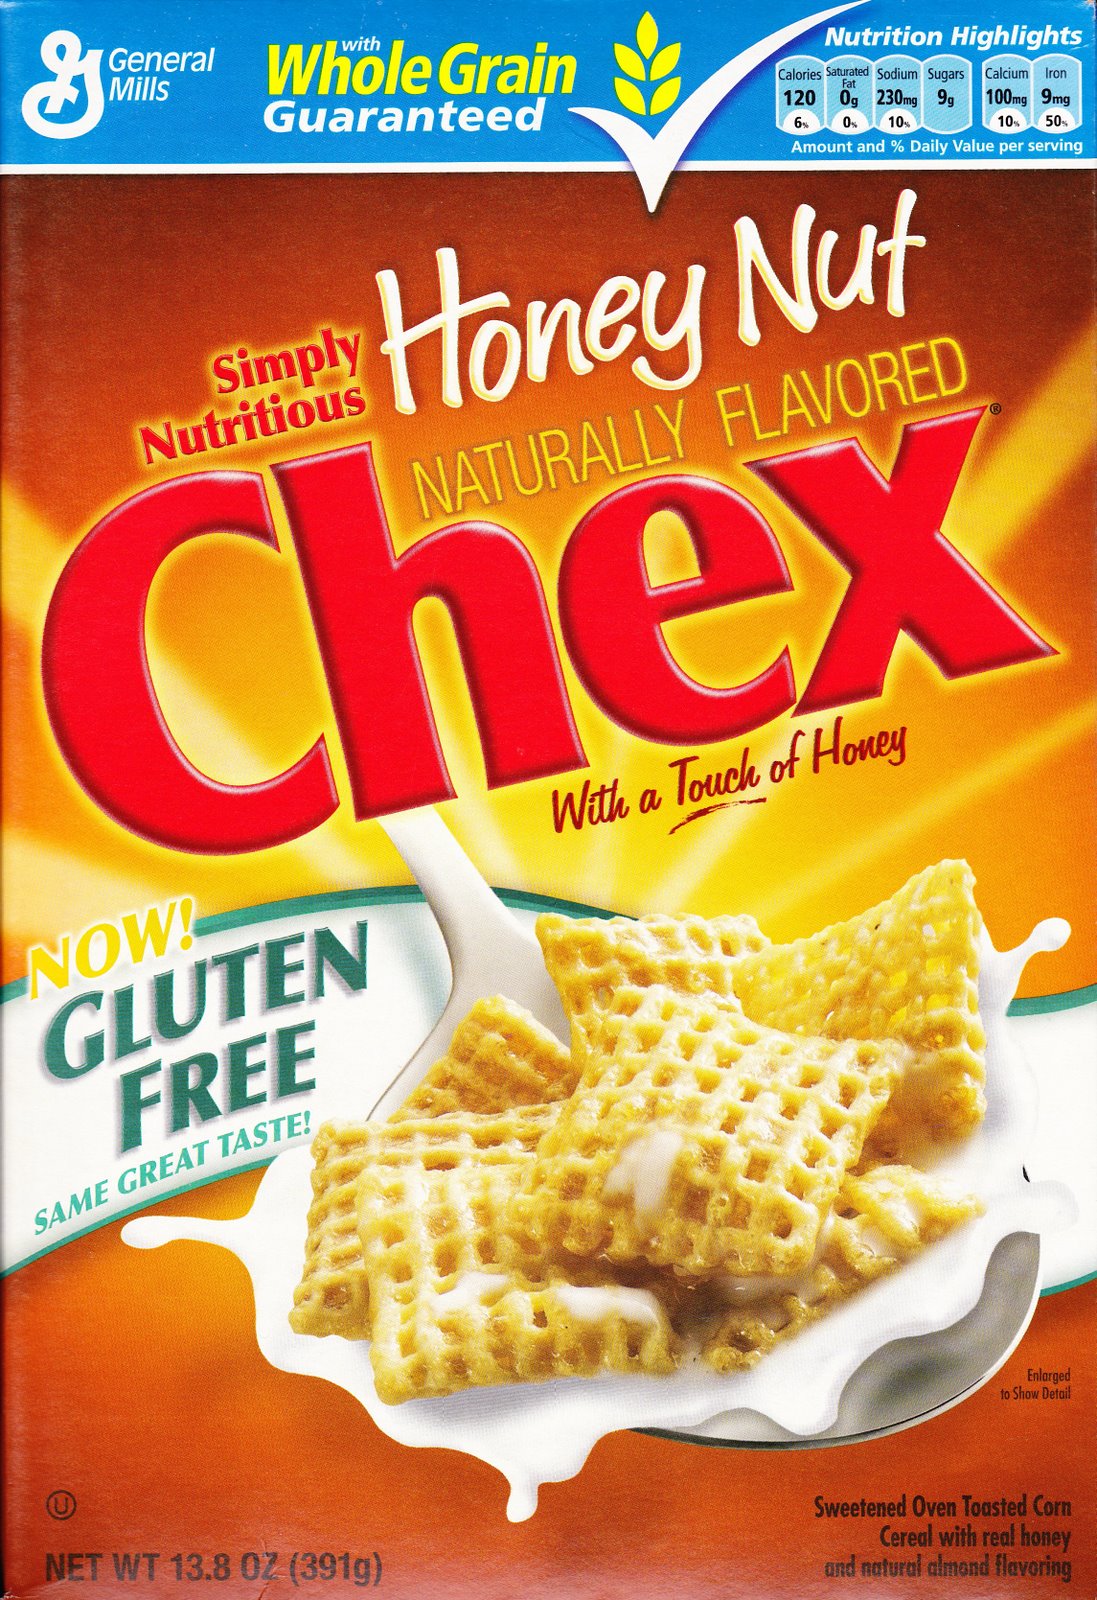 General
Mills
with
Whole Grain
Guaranteed
Nutrition Highlights
Calories
120
6%
Saturated
Fat
0g
0%
Sodium
230mg
10%
Sugars
9g
Calcium
100mg
10%
Iron
9mg
50%
Amount and % Daily Value per serving
Honey Nut
Simply
Nutritious
NATURALLY FLAVORED
Chex®
With a Touch of Honey
NOW!
GLUTEN
FREE
SAME GREAT TASTE!
Enlarged
to Show Detail
U
Sweetened Oven Toasted Corn
Cereal with real honey
and natural almond flavoring
NET WT 13.8 OZ (391g)